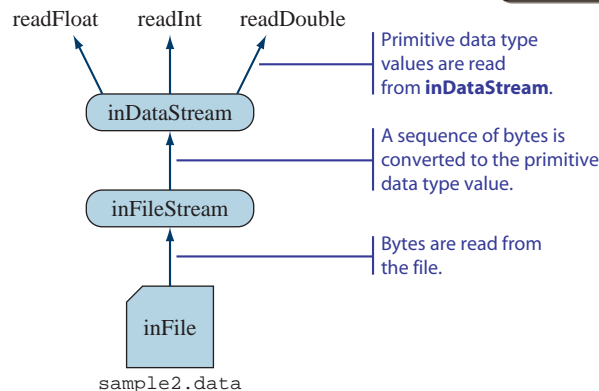 readFloat readInt readDouble
Primitive data type
values are read
from inDataStream.
inDataStream
A sequence of bytes is
converted to the primitive
data type value.
inFileStream
Bytes are read from
the file.
inFile
sample2.data